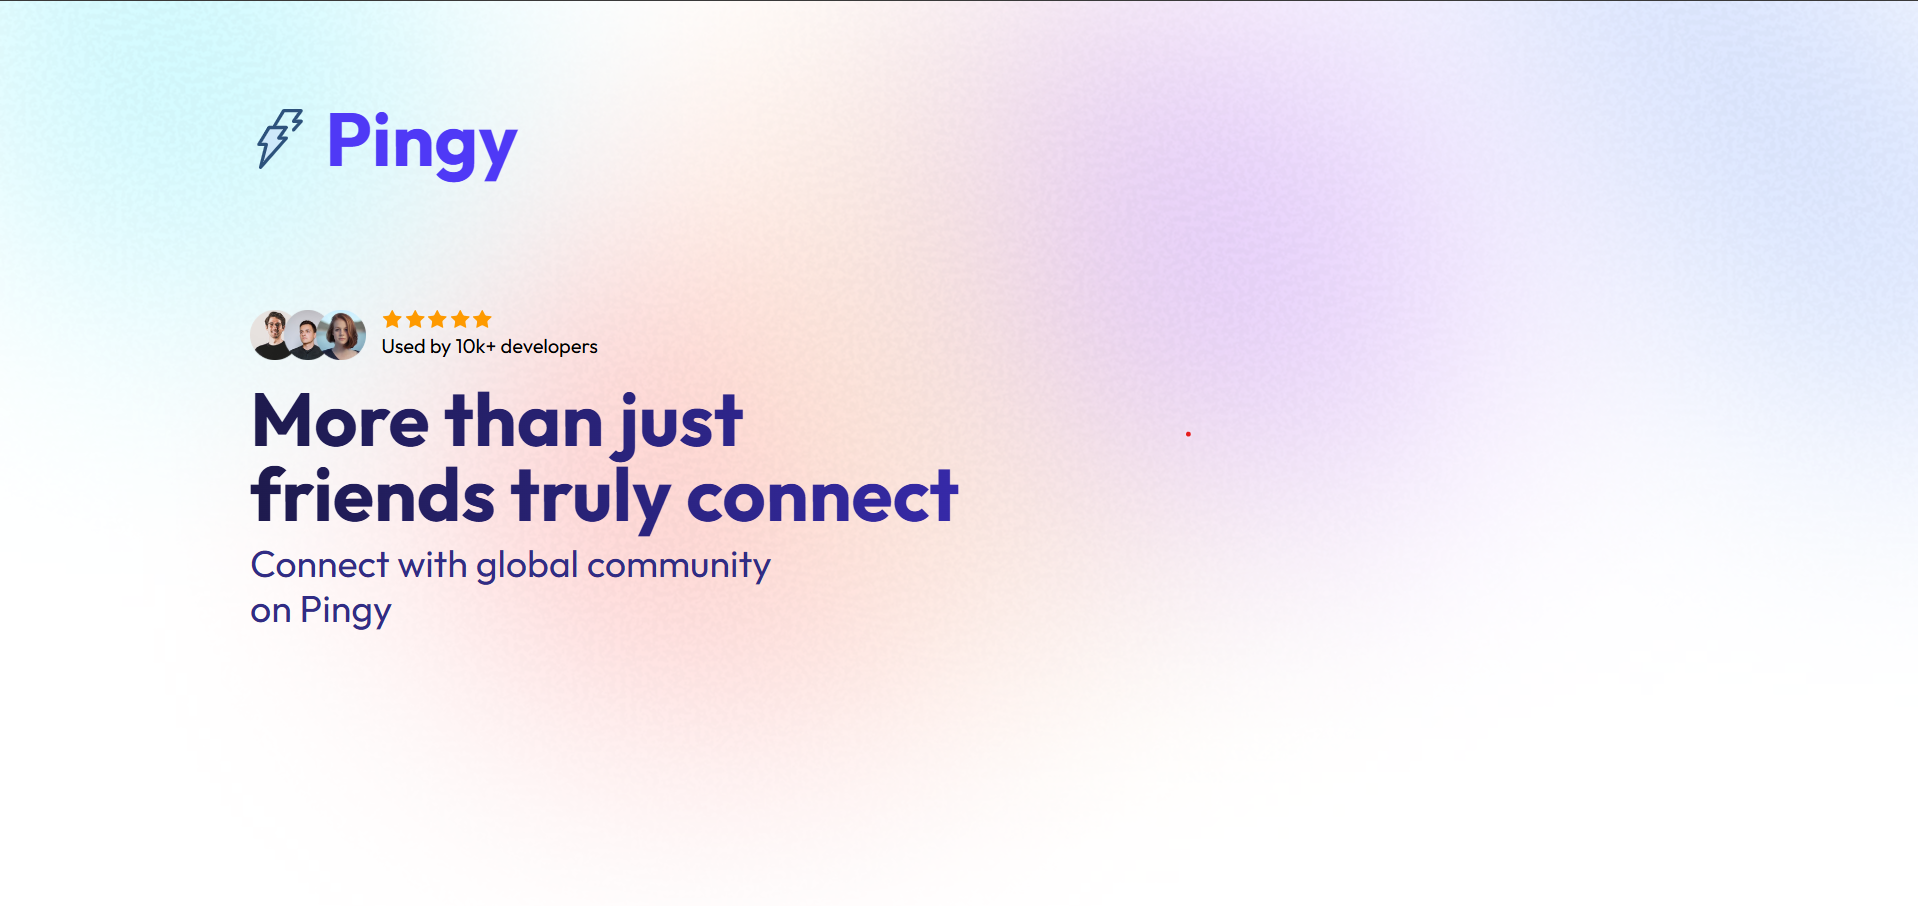 Pingy
Used by 10k+ developers
More than just
friends truly connect
Connect with global community
on Pingy